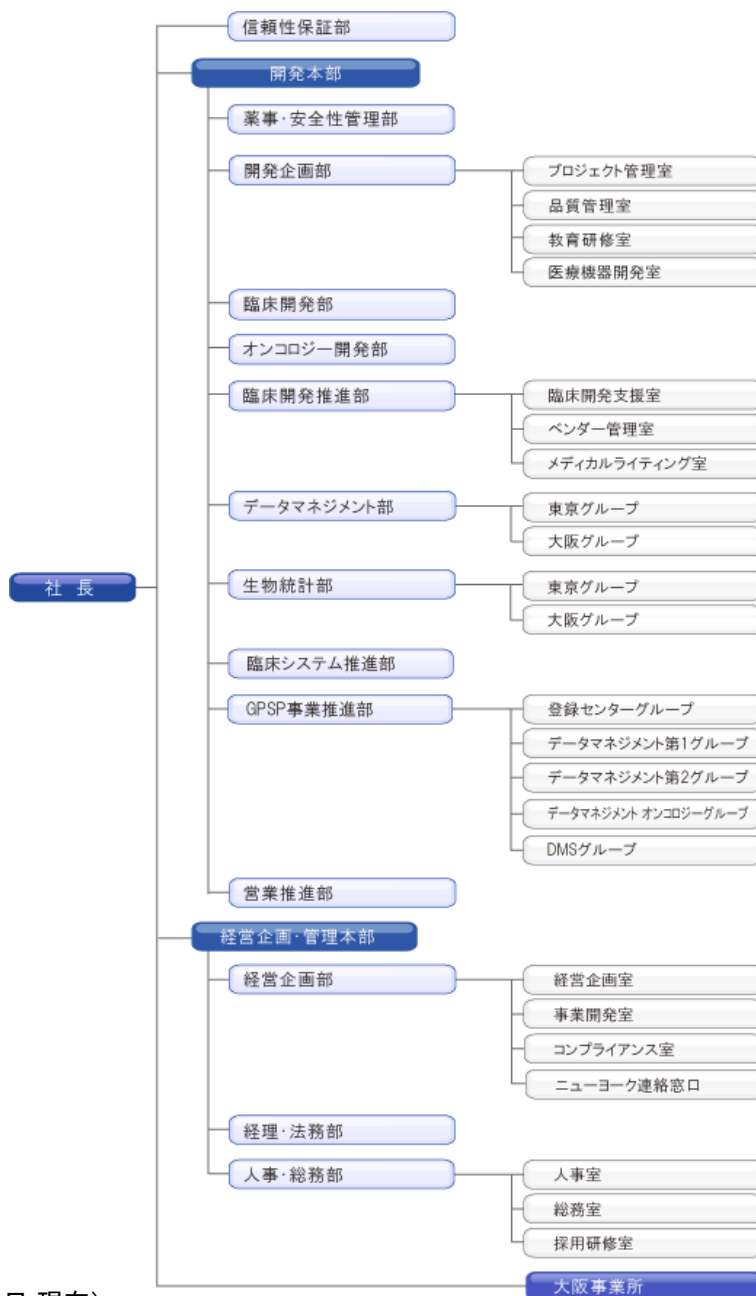 信頼性保証部
開発本部
薬事・安全性管理部
開発企画部
プロジェクト管理室
品質管理室
教育研修室
医療機器開発室
臨床開発部
オンコロジー開発部
臨床開発推進部
臨床開発支援室
ベンダー管理室
メディカルライティング室
データマネジメント部
東京グループ
大阪グループ
社 長
生物統計部
東京グループ
大阪グループ
臨床システム推進部
GPSP事業推進部
登録センターグループ
データマネジメント第1グループ
データマネジメント第2グループ
データマネジメント オンコロジーグループ
DMSグループ
営業推進部
経営企画・管理本部
経営企画部
経営企画室
事業開発室
コンプライアンス室
ニューヨーク連絡窓口
経理・法務部
人事・総務部
人事室
総務室
採用研修室
大阪事業所
日 現在）